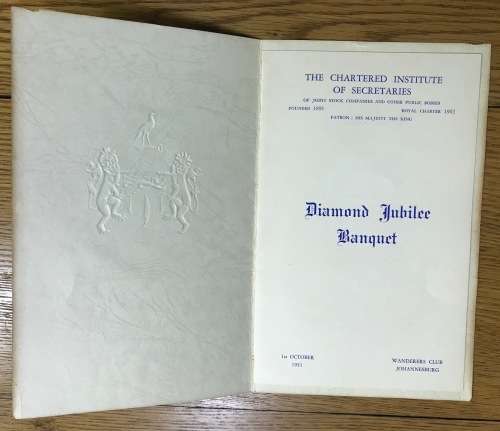 THE CHARTERED INSTITUTE
OF SECRETARIES
OF JOINT STOCK COMPANIES AND OTHER PUBLIC BODIES
FOUNDED 1891 ROYAL CHARTER 1902
PATRON : HIS MAJESTY THE KING
Diamond Jubilee
Banquet
1st OCTOBER
1951
WANDERERS CLUB
JOHANNESBURG